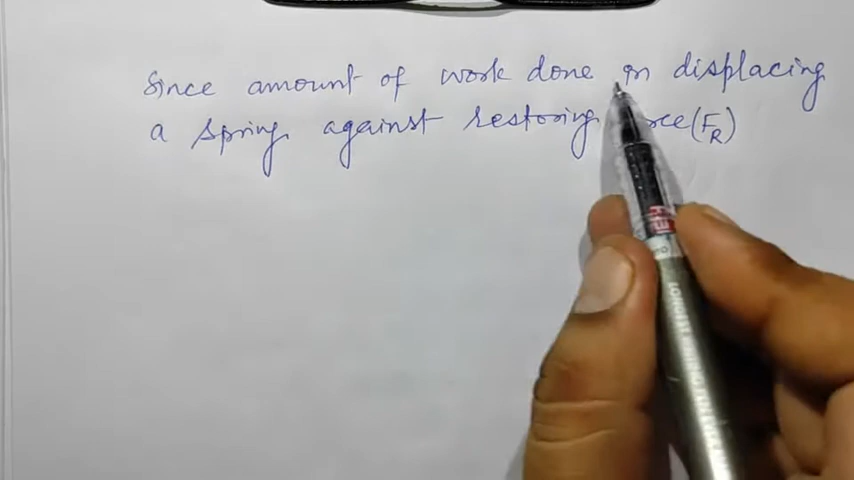 Since amount of work done in displacing
a spring against restoring (FR)